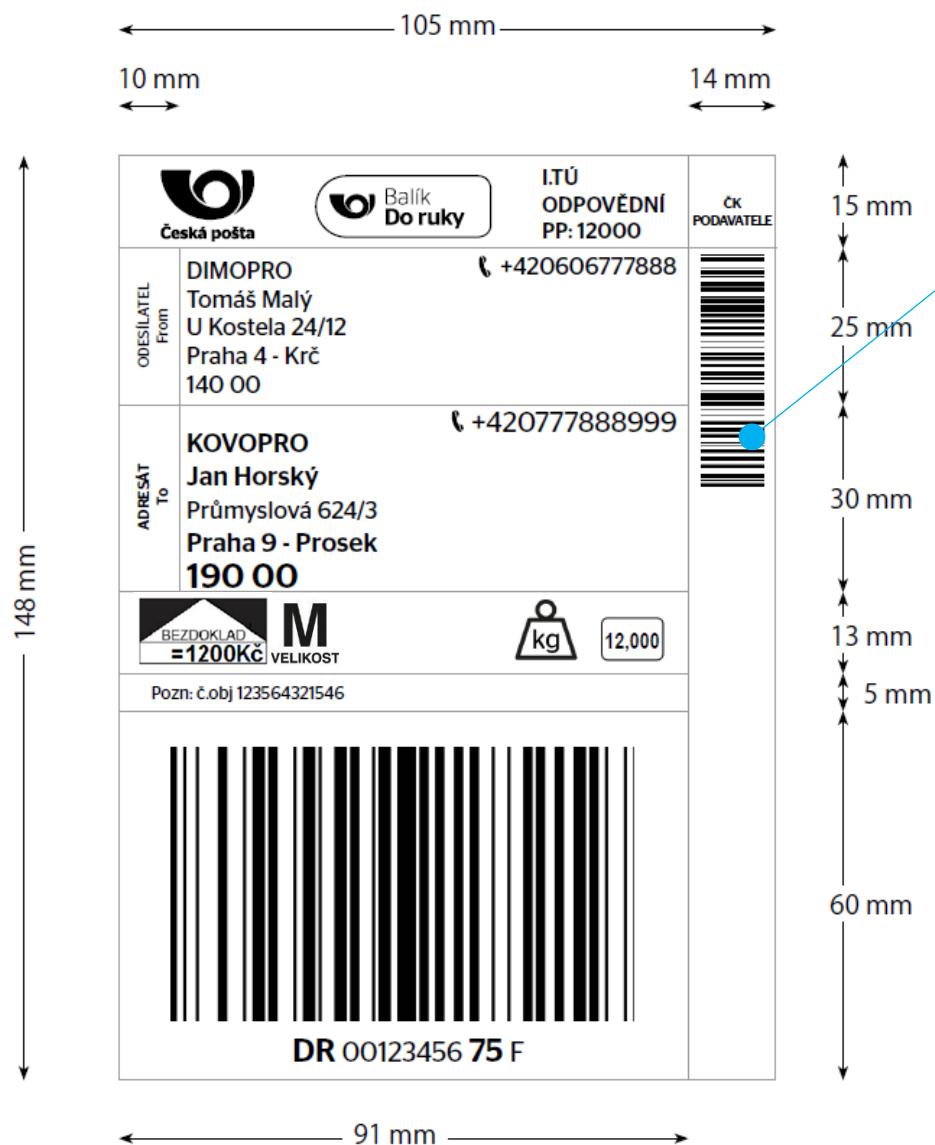 105 mm
10 mm
14 mm
Česká pošta
Balík
Do ruky
I.TÚ
ODPOVĚDNÍ
PP: 12000
ČK
PODAVATELE
15 mm
ODESÍLATEL
From
DIMOPRO
Tomáš Malý
U Kostela 24/12
Praha 4 - Krč
140 00
+420606777888
25 mm
ADRESÁT
To
+420777888999
KOVOPRO
Jan Horský
Průmyslová 624/3
Praha 9 - Prosek
190 00
30 mm
148 mm
BEZDOKLAD
=1200Kč
M
VELIKOST
kg
12,000
13 mm
Pozn: č.obj 123564321546
5 mm
60 mm
DR 00123456 75 F
91 mm